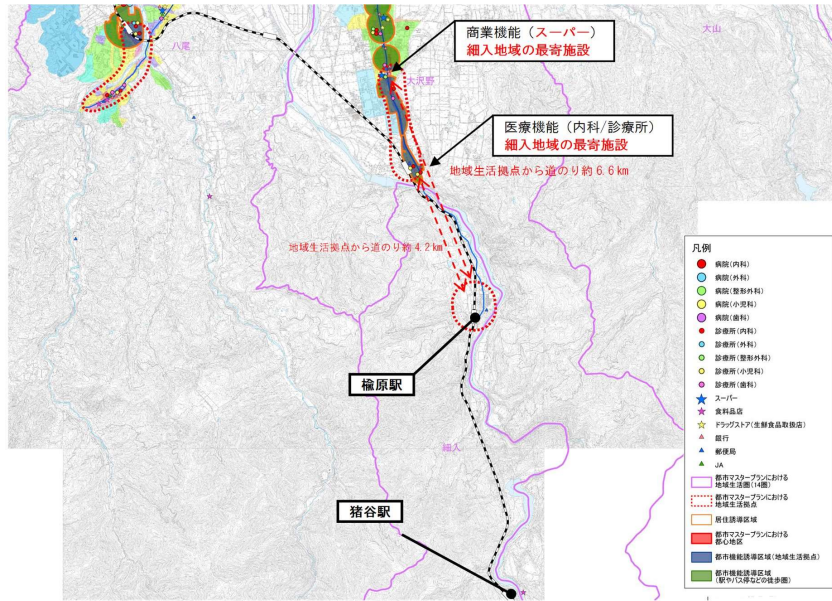 八尾
大山
商業機能（スーパー）
細入地域の最寄施設
大沢野
医療機能（内科/診療所）
細入地域の最寄施設
地域生活拠点から道のり約6.6km
地域生活拠点から道のり約4.2km
楡原駅
細入
猪谷駅
凡例
病院(内科)
病院(外科)
病院(整形外科)
病院(小児科)
病院(歯科)
診療所(内科)
診療所(外科)
診療所(整形外科)
診療所(小児科)
診療所(歯科)
スーパー
食料品店
ドラッグストア(生鮮食品取扱店)
銀行
郵便局
JA
都市マスタープランにおける
地域生活圏(14圏)
都市マスタープランにおける
地域生活拠点
居住誘導区域
都市マスタープランにおける
都心地区
都市機能誘導区域(地域生活拠点)
都市機能誘導区域
(駅やバス停などの徒歩圏)